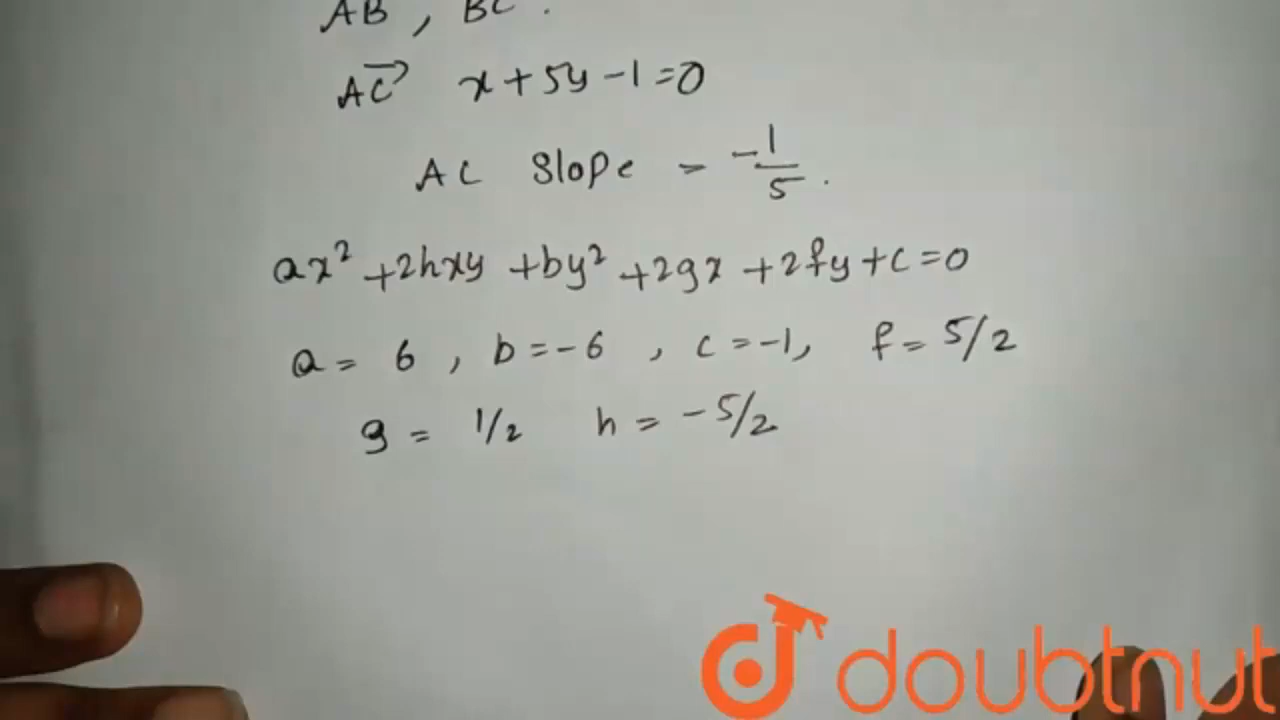 AB, BC.
AC⃗ x+5y-1=0
AC Slope = -1/5.
ax²+2hxy+by²+2gx+2fy+c=0
a= 6, b=-6, c=-1, f=5/2
g= 1/2 h=-5/2
doubtnut